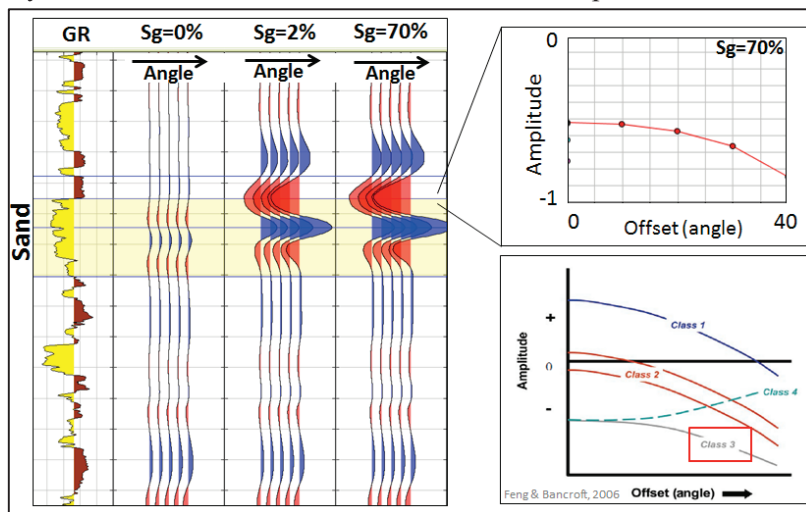 GR Sg=0% Sg=2% Sg=70%
Angle Angle Angle
Sand
0
Sg=70%
Amplitude
-1
0 40
Offset (angle)
+
Amplitude
0
-
Class 1
Class 2
Class 4
Class 3
Feng & Bancroft, 2006 Offset (angle)